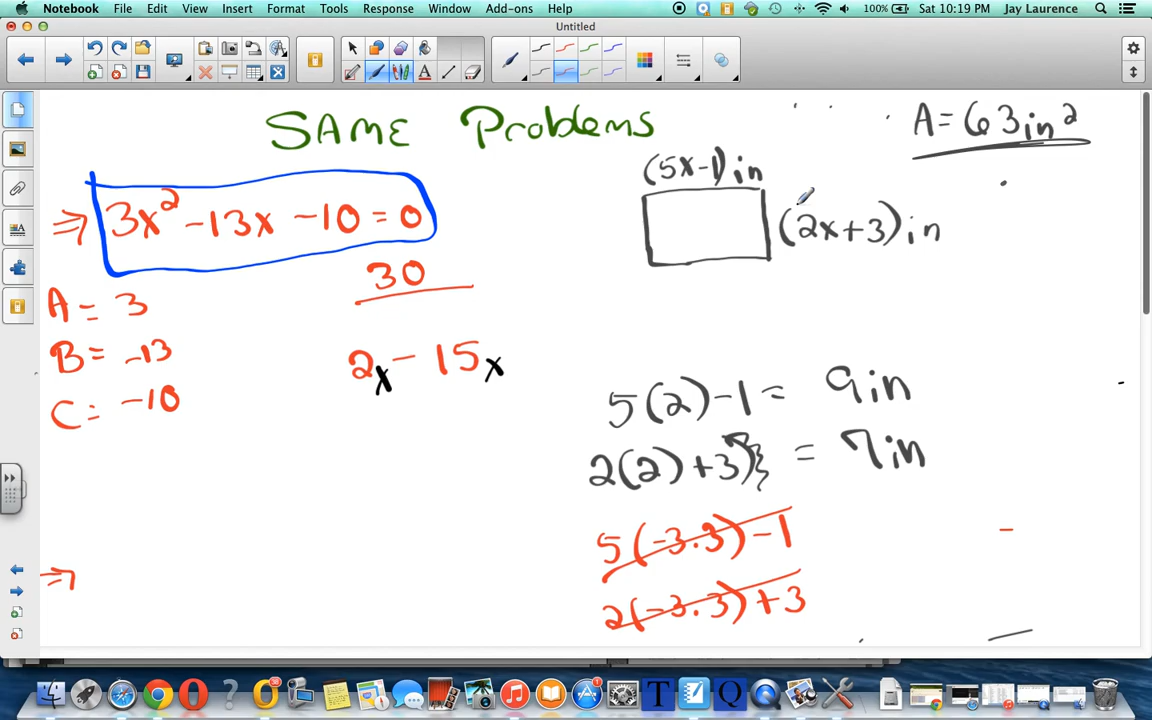 Notebook File Edit View Insert Format Tools Response Window Add-ons Help 100% Sat 10:19 PM Jay Laurence
Untitled
SAME Problems
A = 63in²
(5x-1)in
(2x+3)in
⇒ 3x² -13x -10 = 0
30
A = 3
B = -13
C = -10
2x - 15x
5(2)-1 = 9in
2(2)+3} = 7in
5(-3.3)-1
2(-3.3)+3
⇒